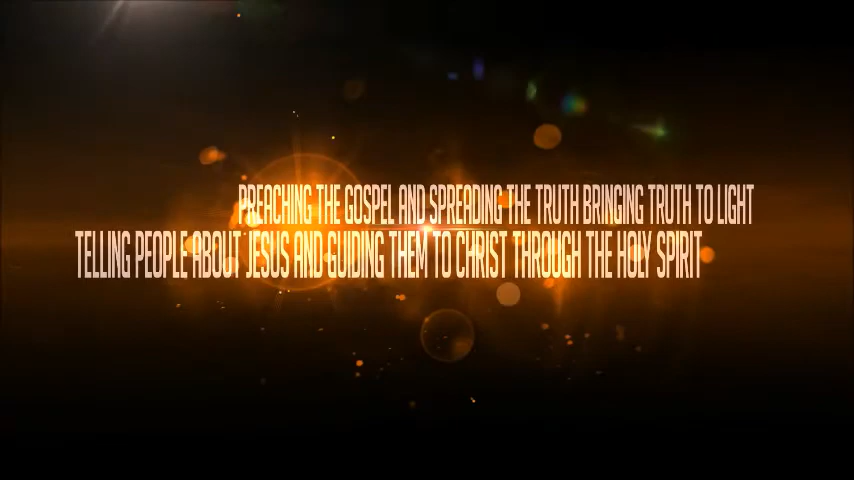 PREACHING THE GOSPEL AND SPREADING THE TRUTH BRINGING TRUTH TO LIGHT
TELLING PEOPLE ABOUT JESUS AND GUIDING THEM TO CHRIST THROUGH THE HOLY SPIRIT